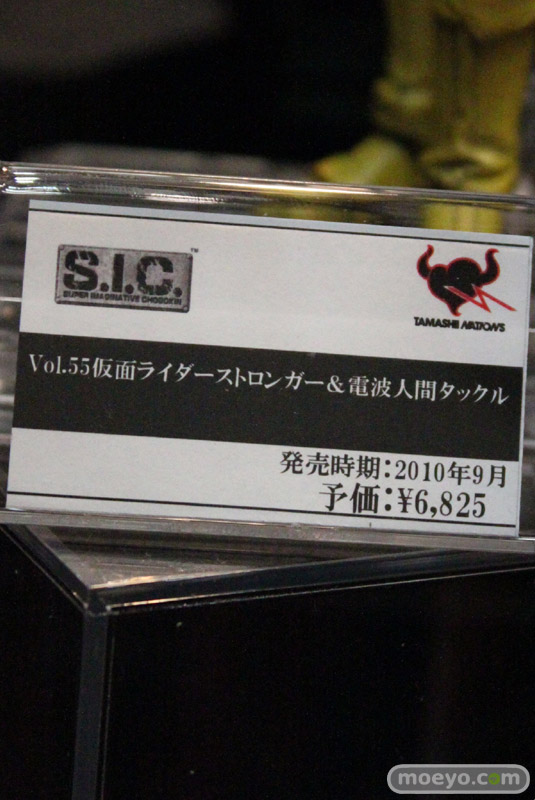 S.I.C.
SUPER IMAGINATIVE CHOGOKIN
TM
TAMASHII NATIONS
Vol.55仮面ライダーストロンガー＆電波人間タックル
発売時期：2010年9月
予価：¥6,825
moeyo.com